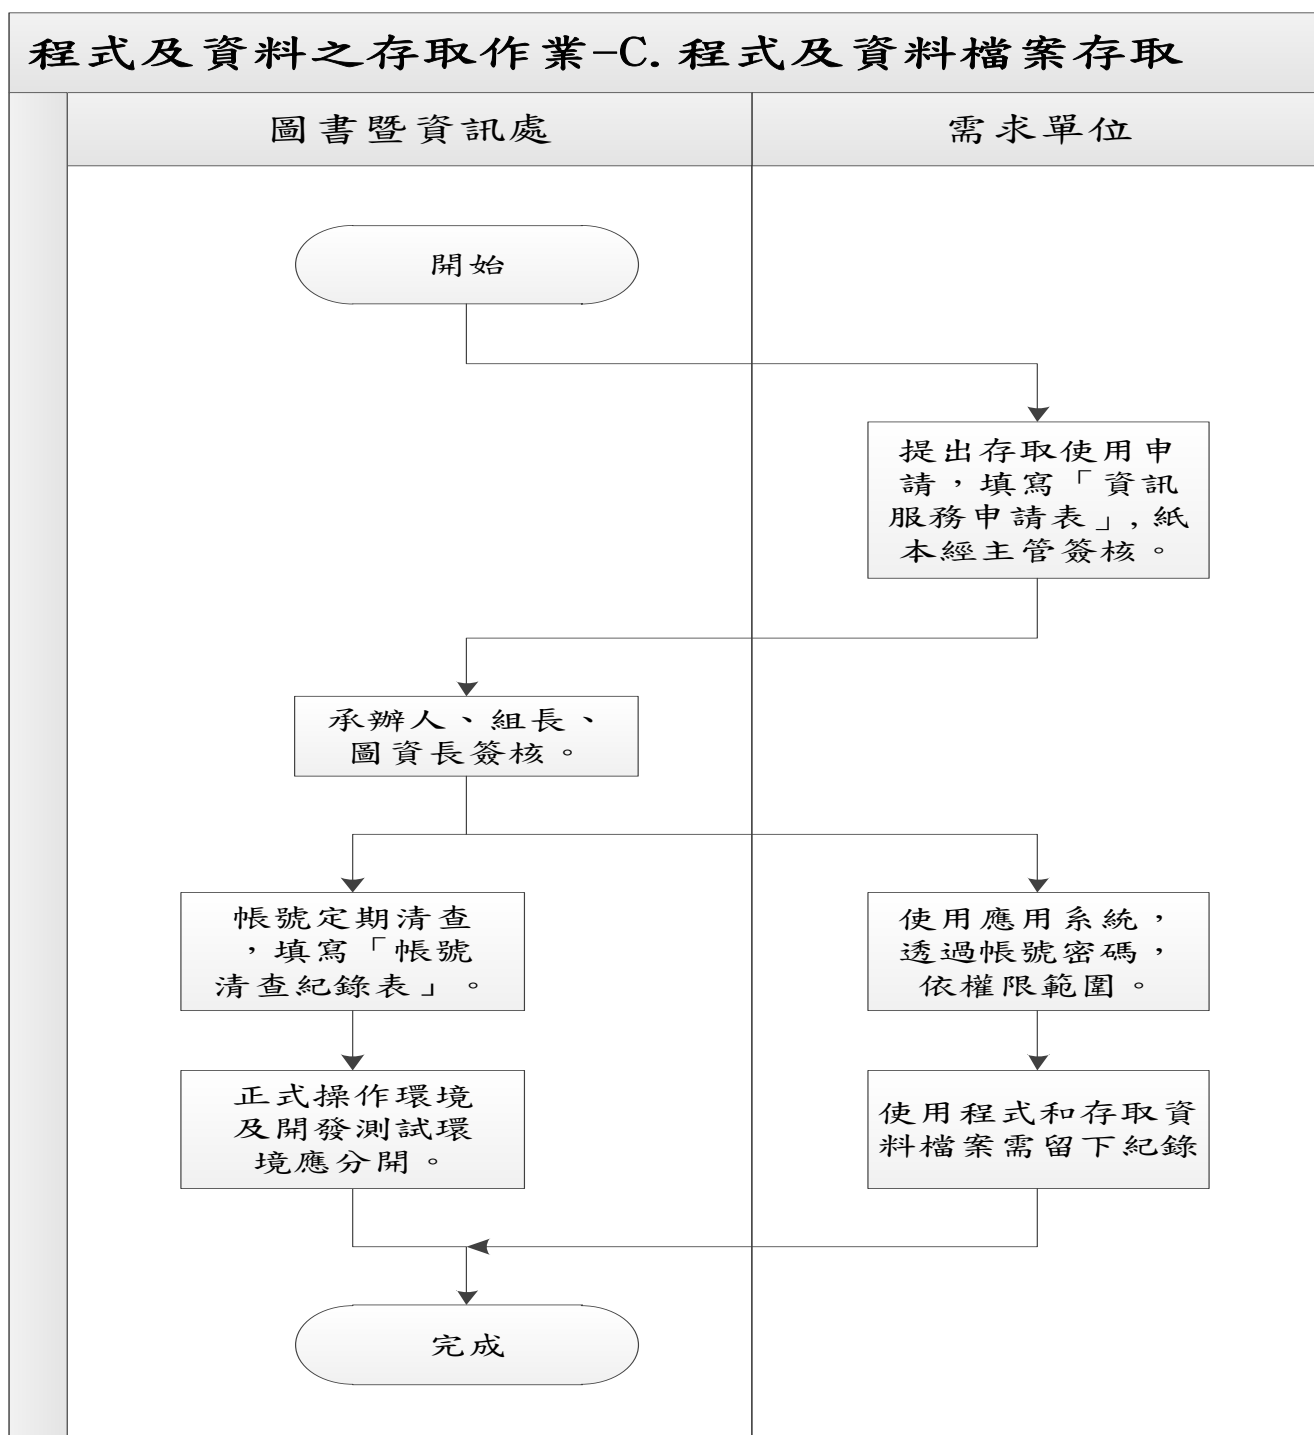 程式及資料之存取作業-C.程式及資料檔案存取
圖書暨資訊處
需求單位
開始
提出存取使用申
請，填寫「資訊
服務申請表」,紙
本經主管簽核。
承辦人、組長、
圖資長簽核。
帳號定期清查
，填寫「帳號
清查紀錄表」。
使用應用系統，
透過帳號密碼，
依權限範圍。
正式操作環境
及開發測試環
境應分開。
使用程式和存取資
料檔案需留下紀錄
完成